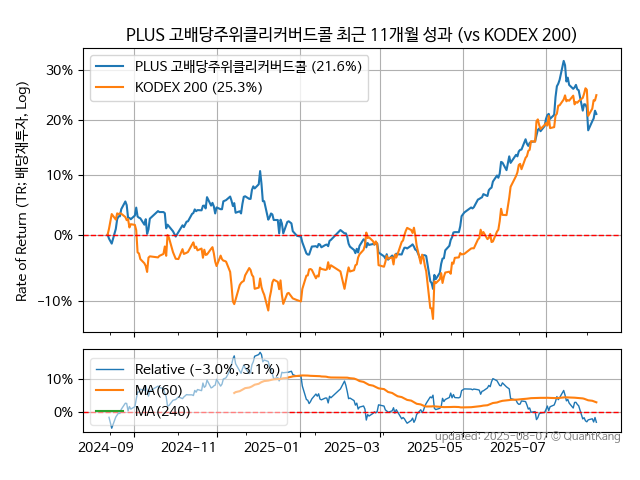 PLUS 고배당주위클리커버드콜 최근 11개월 성과 (vs KODEX 200)
Rate of Return (TR: 배당재투자, Log)
PLUS 고배당주위클리커버드콜 (21.6%)
KODEX 200 (25.3%)
30%
20%
10%
0%
−10%
Relative (−3.0%, 3.1%)
MA(60)
MA(240)
10%
0%
2024-09
2024-11
2025-01
2025-03
2025-05
2025-07
updated: 2025-08-07 © QuantKang